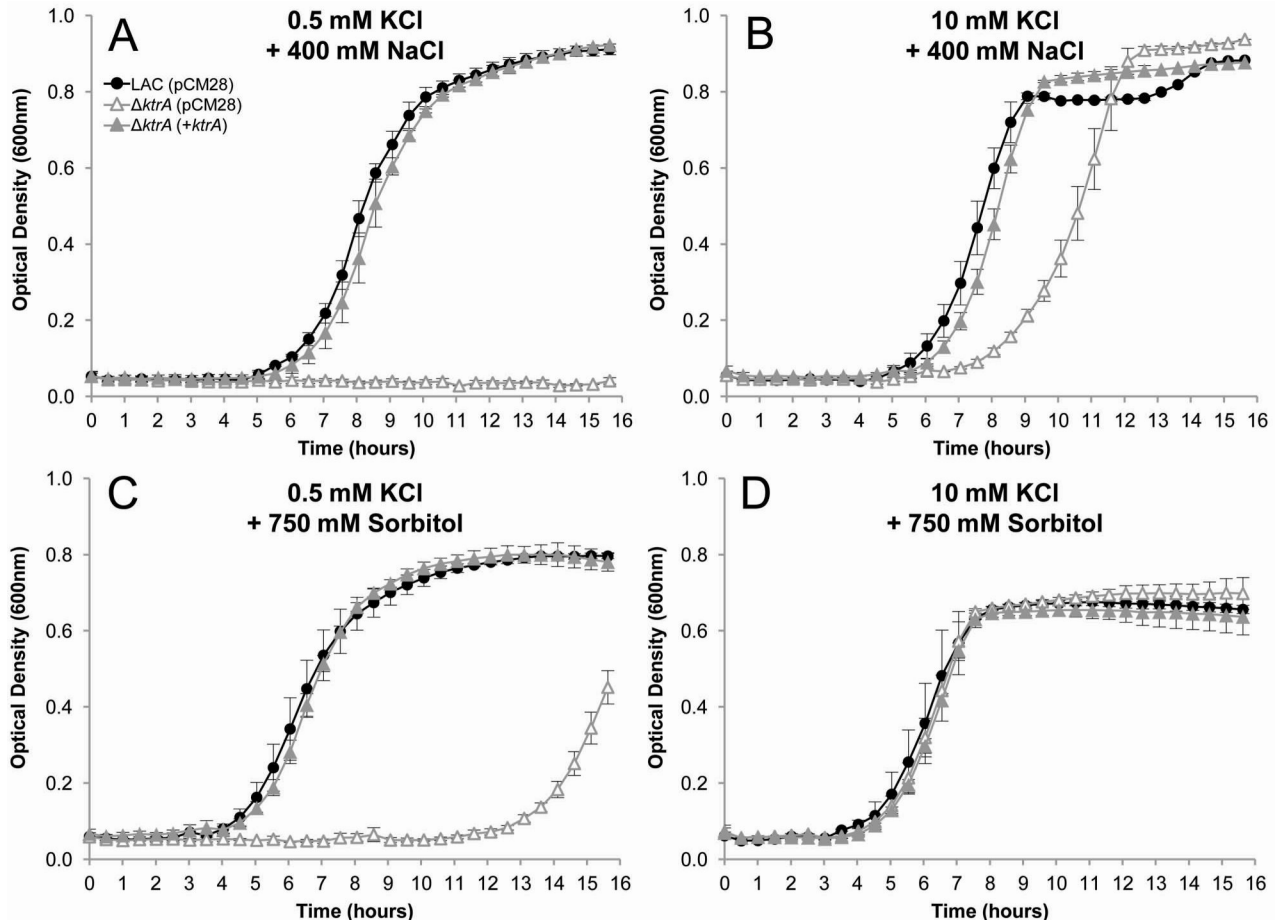 A
0.5 mM KCl
+ 400 mM NaCl
LAC (pCM28)
ΔktrA (pCM28)
ΔktrA (+ktrA)
1.0
0.8
0.6
0.4
0.2
0.0
Optical Density (600nm)
0 1 2 3 4 5 6 7 8 9 10 11 12 13 14 15 16
Time (hours)
B
10 mM KCl
+ 400 mM NaCl
1.0
0.8
0.6
0.4
0.2
0.0
Optical Density (600nm)
0 1 2 3 4 5 6 7 8 9 10 11 12 13 14 15 16
Time (hours)
C
0.5 mM KCl
+ 750 mM Sorbitol
1.0
0.8
0.6
0.4
0.2
0.0
Optical Density (600nm)
0 1 2 3 4 5 6 7 8 9 10 11 12 13 14 15 16
Time (hours)
D
10 mM KCl
+ 750 mM Sorbitol
1.0
0.8
0.6
0.4
0.2
0.0
Optical Density (600nm)
0 1 2 3 4 5 6 7 8 9 10 11 12 13 14 15 16
Time (hours)